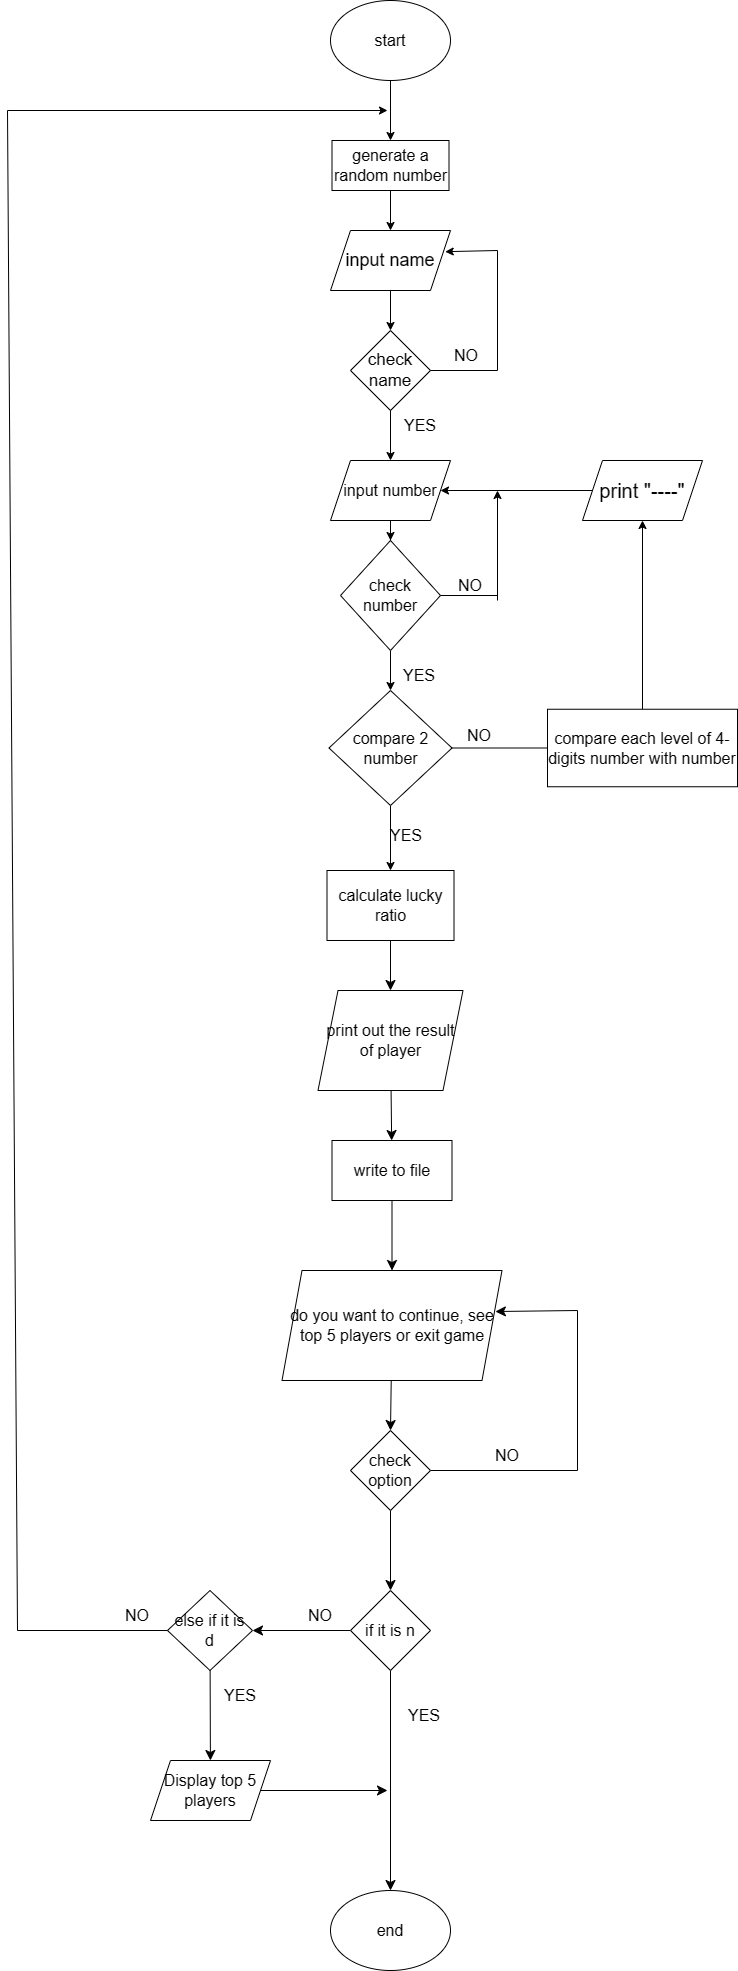 start
generate a
random number
input name
check
name
NO
YES
input number
print "----"
check
number
NO
YES
compare 2
number
NO
compare each level of 4-
digits number with number
YES
calculate lucky
ratio
print out the result
of player
write to file
do you want to continue, see
top 5 players or exit game
check
option
NO
if it is n
NO
else if it is
d
NO
YES
YES
Display top 5
players
end